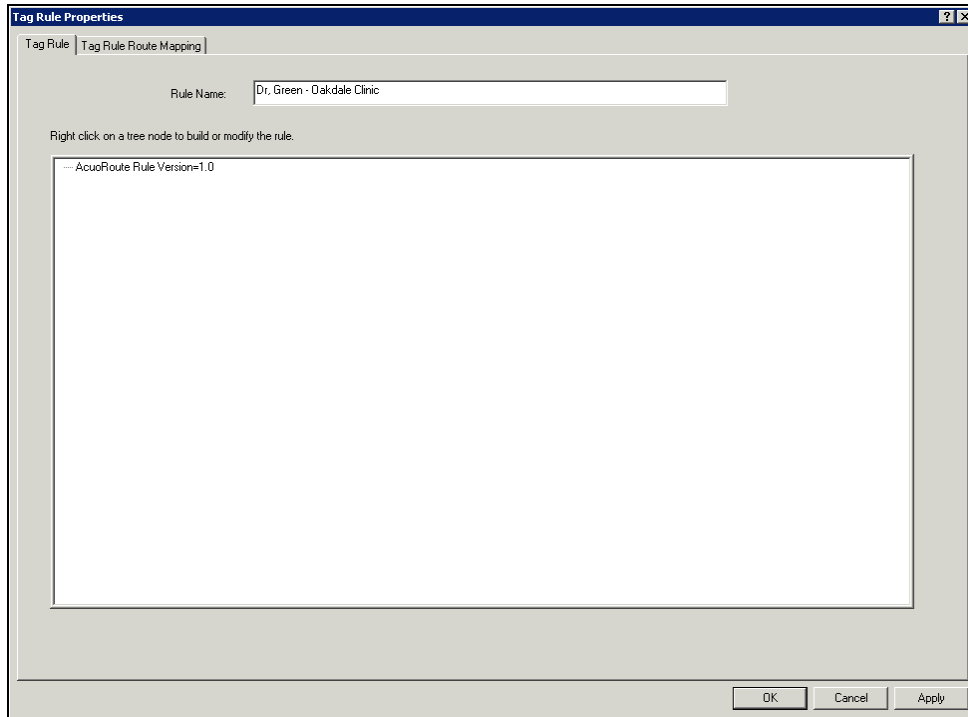 Tag Rule Properties
Tag Rule Tag Rule Route Mapping
Rule Name: Dr, Green - Oakdale Clinic
Right click on a tree node to build or modify the rule.
AcuoRoute Rule Version=1.0
OK Cancel Apply